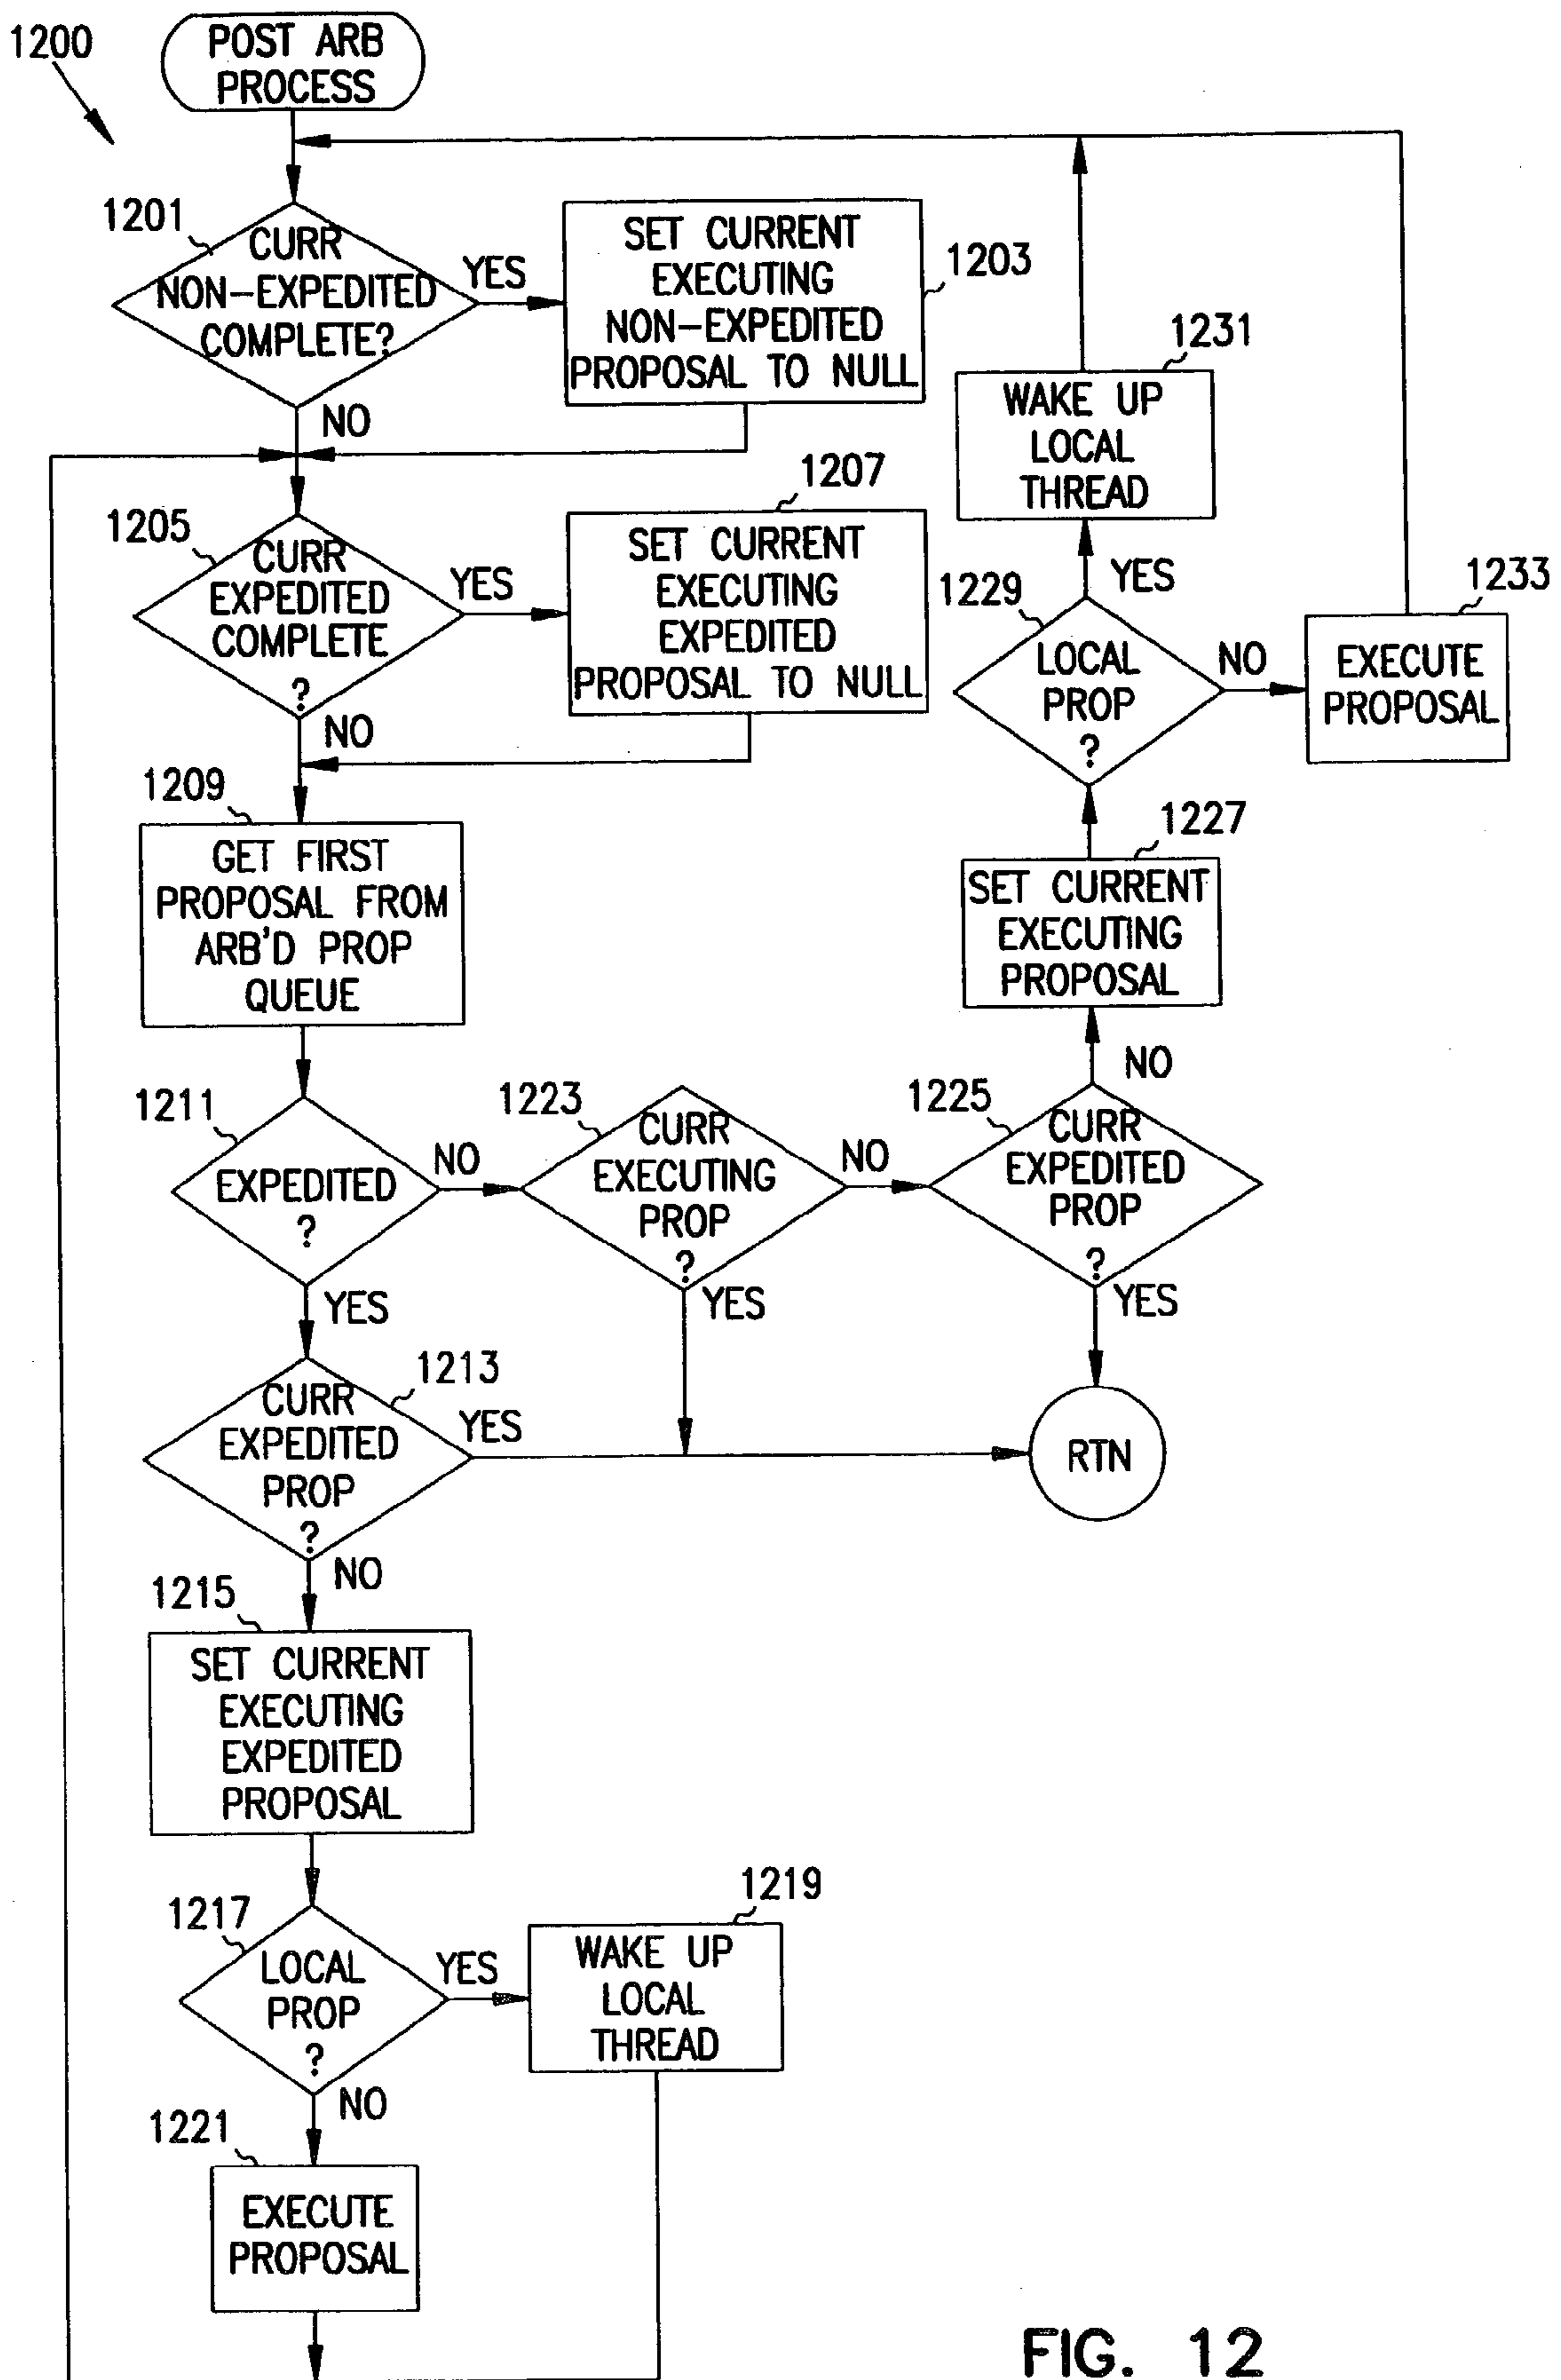 1200
POST ARB
PROCESS
1201
CURR
NON-EXPEDITED
COMPLETE?
YES
NO
SET CURRENT
EXECUTING
NON-EXPEDITED
PROPOSAL TO NULL
1203
1205
CURR
EXPEDITED
COMPLETE
?
YES
NO
1207
SET CURRENT
EXECUTING
EXPEDITED
PROPOSAL TO NULL
1209
GET FIRST
PROPOSAL FROM
ARB'D PROP
QUEUE
1211
EXPEDITED
?
NO
YES
1213
CURR
EXPEDITED
PROP
?
YES
NO
1215
SET CURRENT
EXECUTING
EXPEDITED
PROPOSAL
1217
LOCAL
PROP
?
YES
NO
1219
WAKE UP
LOCAL
THREAD
1221
EXECUTE
PROPOSAL
1223
CURR
EXECUTING
PROP
?
NO
YES
1225
CURR
EXPEDITED
PROP
?
NO
YES
RTN
1227
SET CURRENT
EXECUTING
PROPOSAL
1229
LOCAL
PROP
?
YES
NO
1231
WAKE UP
LOCAL
THREAD
1233
EXECUTE
PROPOSAL
FIG. 12